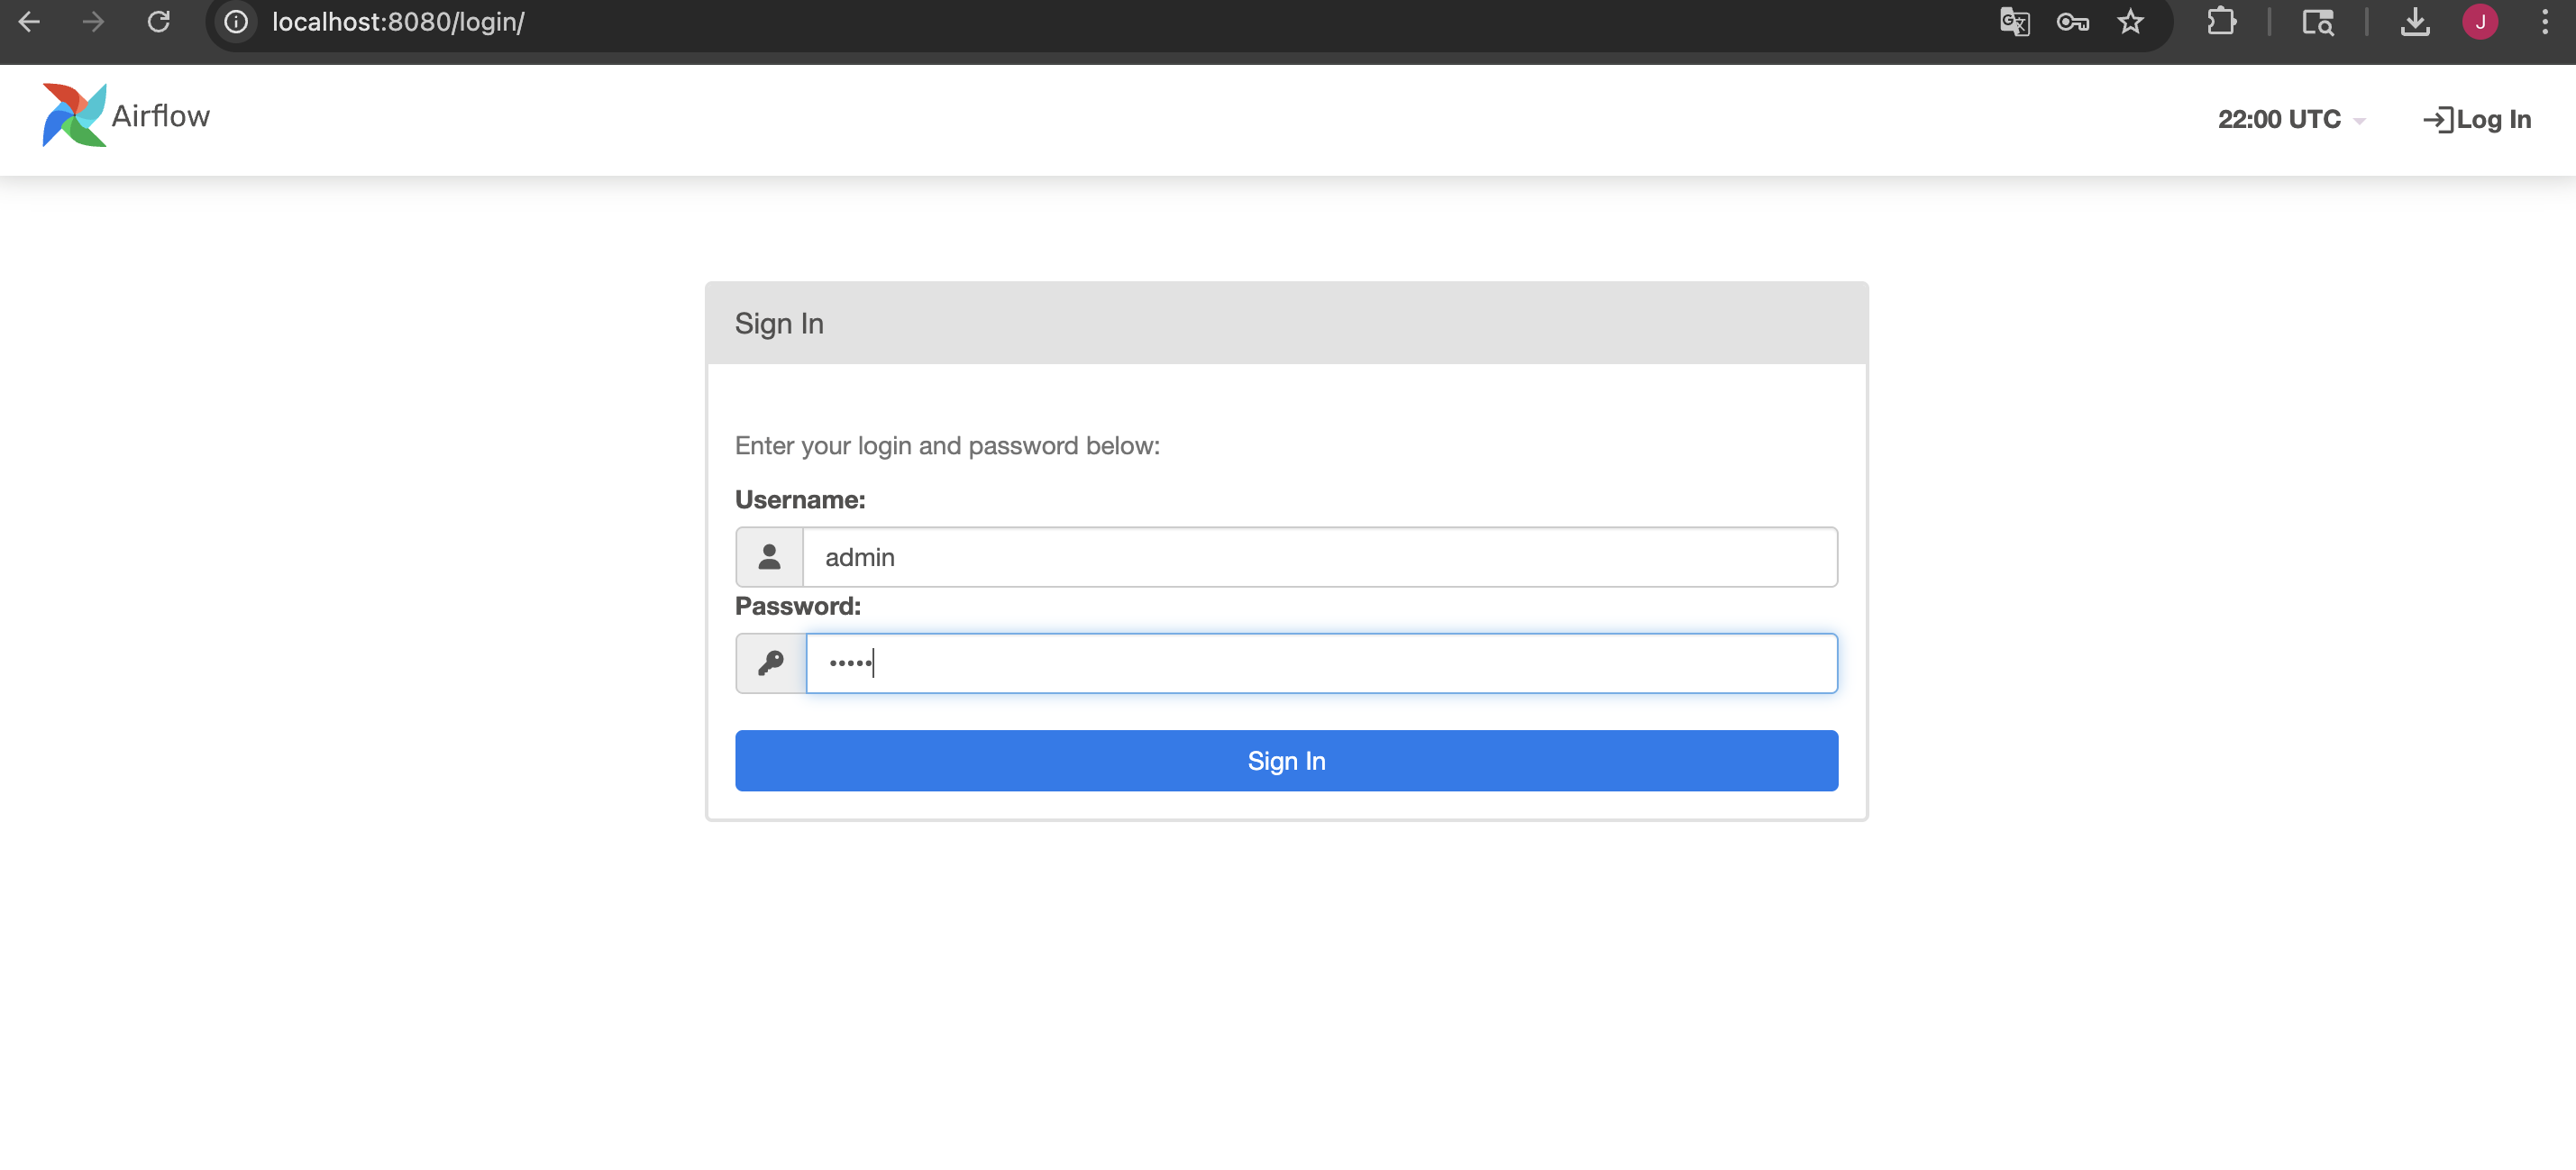 localhost:8080/login/
J
Airflow
22:00 UTC
Log In
Sign In
Enter your login and password below:
Username:
admin
Password:
•••••
Sign In